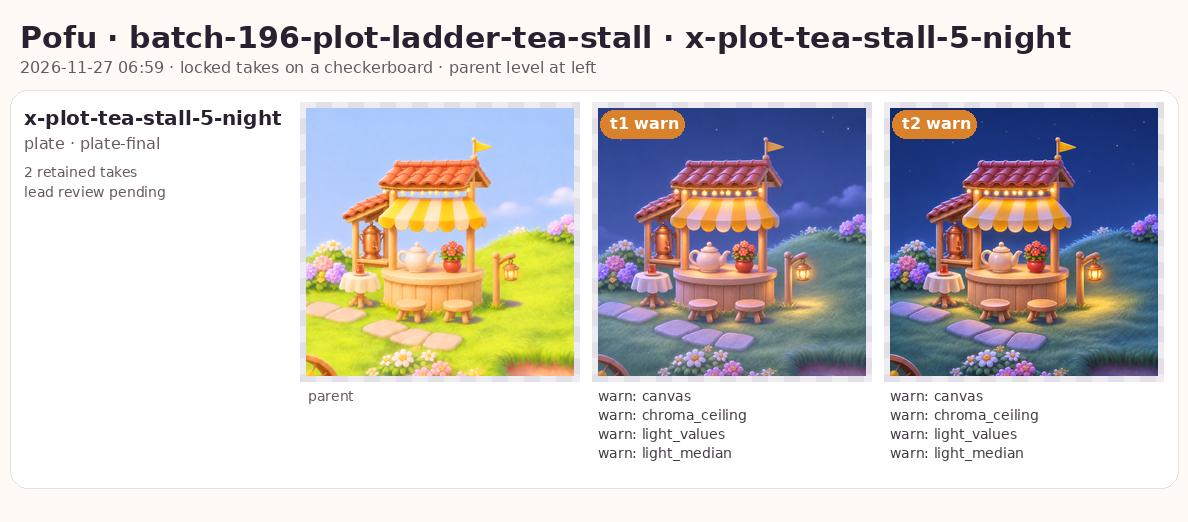 Pofu · batch-196-plot-ladder-tea-stall · x-plot-tea-stall-5-night
2026-11-27 06:59 · locked takes on a checkerboard · parent level at left
x-plot-tea-stall-5-night
plate · plate-final
2 retained takes
lead review pending
t1 warn
t2 warn
parent
warn: canvas
warn: chroma_ceiling
warn: light_values
warn: light_median
warn: canvas
warn: chroma_ceiling
warn: light_values
warn: light_median